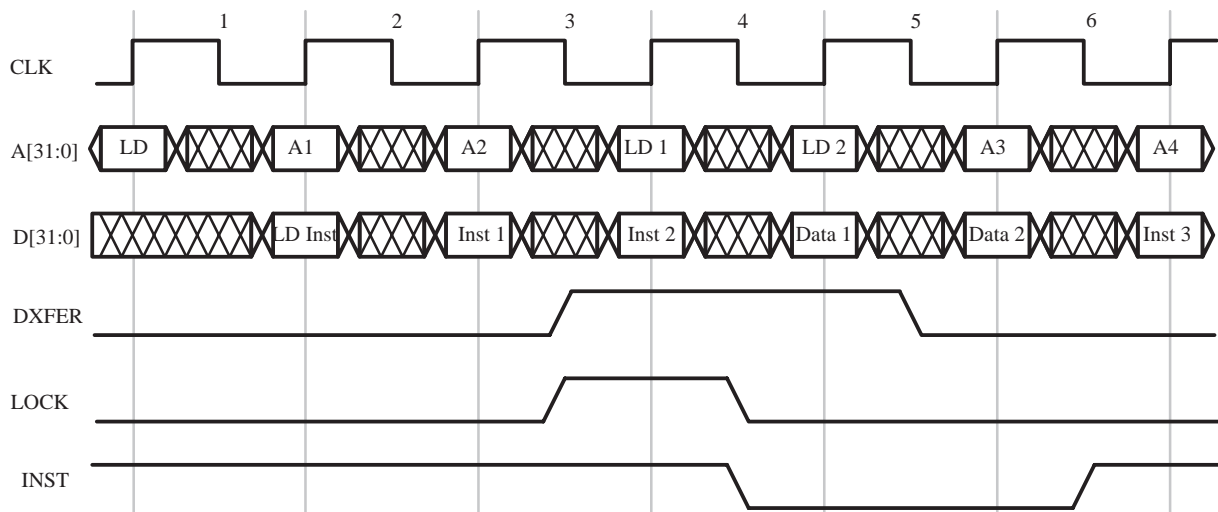 1 2 3 4 5 6
CLK
A[31:0] LD A1 A2 LD 1 LD 2 A3 A4
D[31:0] LD Inst Inst 1 Inst 2 Data 1 Data 2 Inst 3
DXFER
LOCK
INST